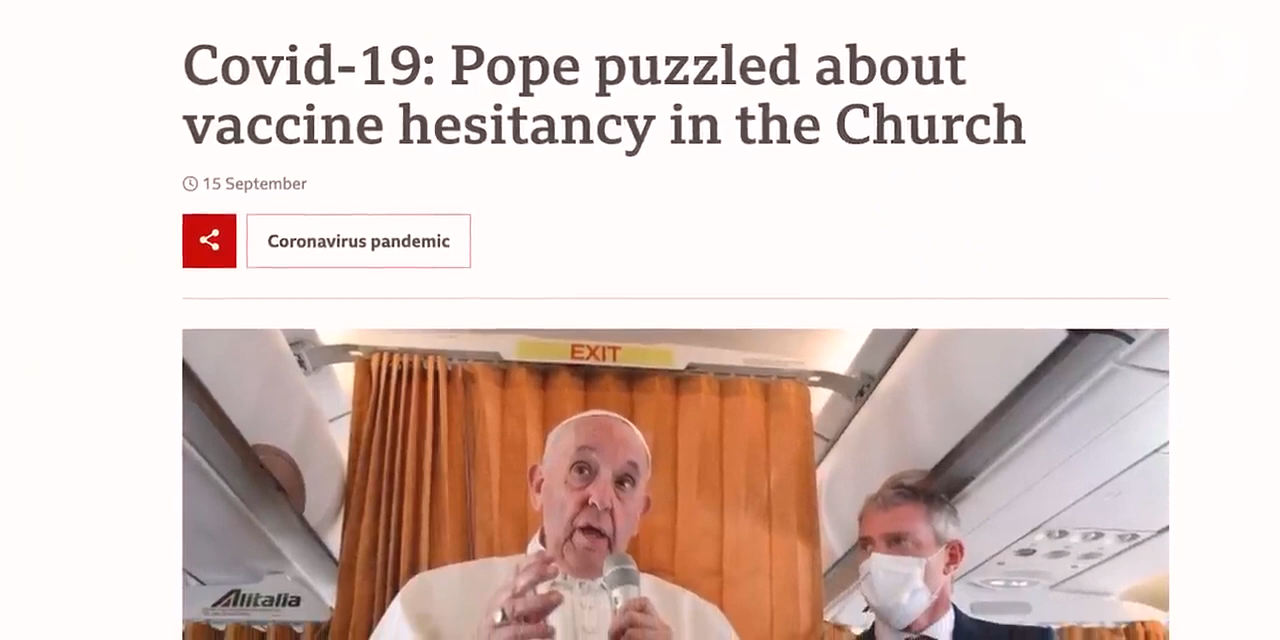 Covid-19: Pope puzzled about
vaccine hesitancy in the Church
15 September
Coronavirus pandemic
EXIT
Alitalia